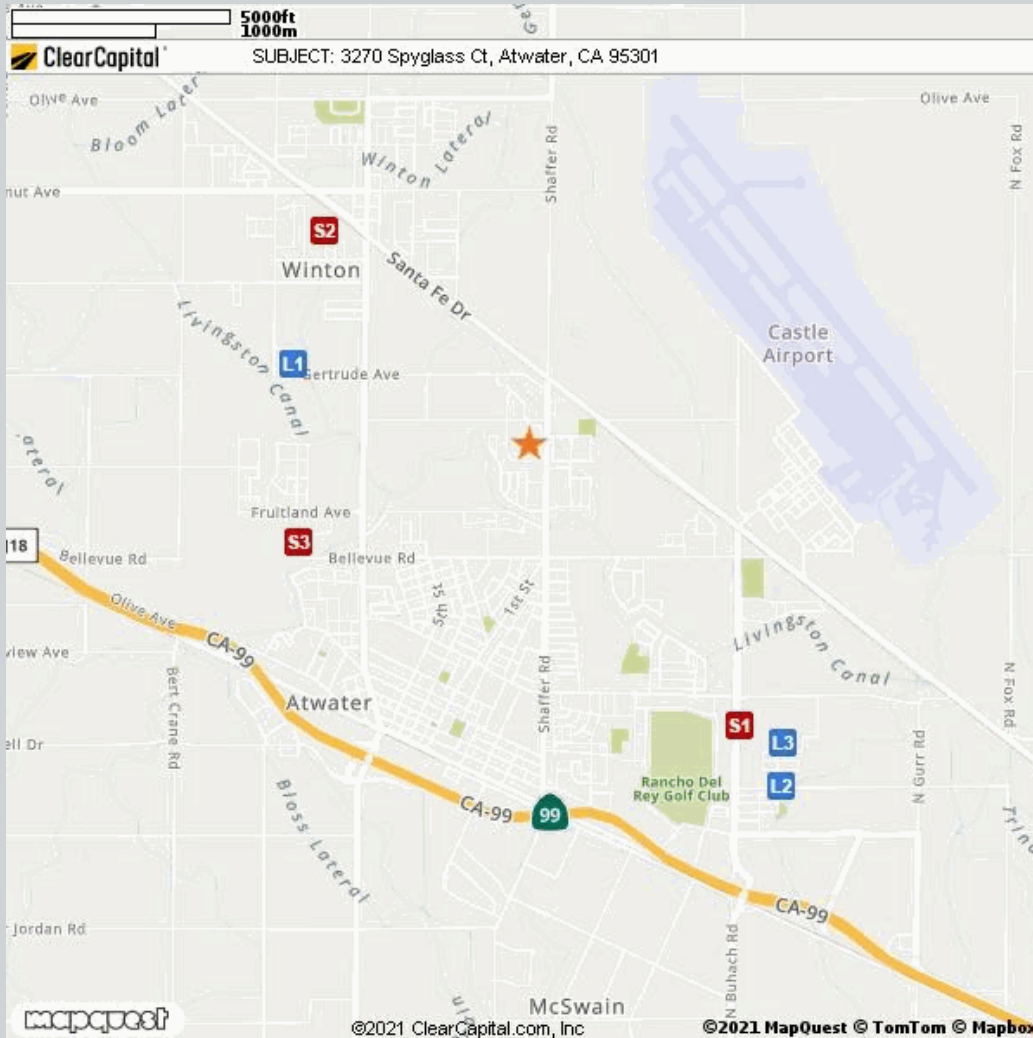 5000ft
1000m
ClearCapital
SUBJECT: 3270 Spyglass Ct, Atwater, CA 95301
Olive Ave
Bloom Later
Winton Lateral
Shaffer Rd
Olive Ave
N Fox Rd
nut Ave
S2
Winton
Santa Fe Dr
Castle
Airport
Livingston Canal
L1
Gertrude Ave
ateral
Fruitland Ave
S3
18
Bellevue Rd
Bellevue Rd
5th St
1st St
Olive Ave
CA-99
view Ave
Livingston Canal
Bert Crane Rd
Atwater
Shaffer Rd
N Fox Rd
S1
L3
ell Dr
N Gurr Rd
Rancho Del
Rey Golf Club
L2
CA-99
99
Bloss Lateral
CA-99
Jordan Rd
N Buhach Rd
McSwain
mapquest
©2021 ClearCapital.com, Inc
©2021 MapQuest © TomTom © Mapbox